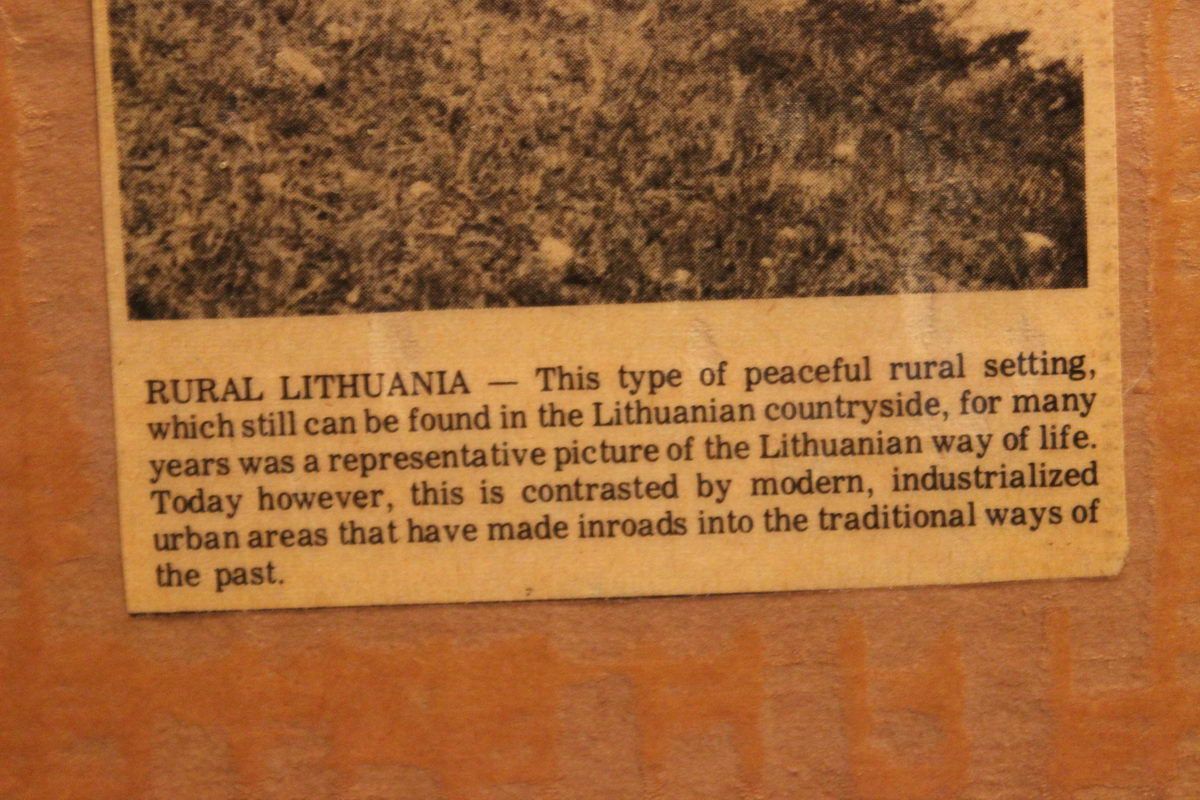 RURAL LITHUANIA — This type of peaceful rural setting,
which still can be found in the Lithuanian countryside, for many
years was a representative picture of the Lithuanian way of life.
Today however, this is contrasted by modern, industrialized
urban areas that have made inroads into the traditional ways of
the past.